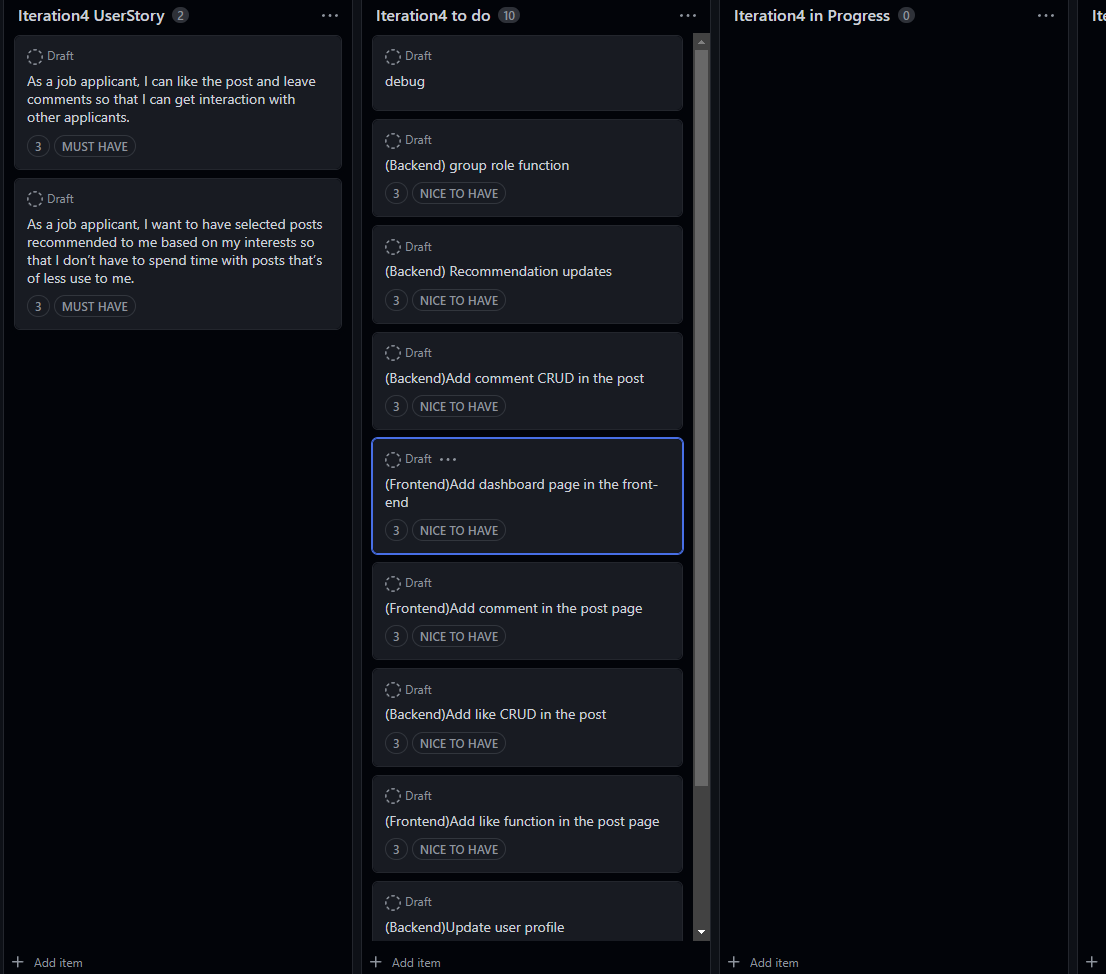 Iteration4 UserStory 2
Draft
As a job applicant, I can like the post and leave
comments so that I can get interaction with
other applicants.
3 MUST HAVE
Draft
As a job applicant, I want to have selected posts
recommended to me based on my interests so
that I don’t have to spend time with posts that’s
of less use to me.
3 MUST HAVE
Add item
Iteration4 to do 10
Draft
debug
Draft
(Backend) group role function
3 NICE TO HAVE
Draft
(Backend) Recommendation updates
3 NICE TO HAVE
Draft
(Backend)Add comment CRUD in the post
3 NICE TO HAVE
Draft
(Frontend)Add dashboard page in the front-
end
3 NICE TO HAVE
Draft
(Frontend)Add comment in the post page
3 NICE TO HAVE
Draft
(Backend)Add like CRUD in the post
3 NICE TO HAVE
Draft
(Frontend)Add like function in the post page
3 NICE TO HAVE
Draft
(Backend)Update user profile
Add item
Iteration4 in Progress 0
Add item